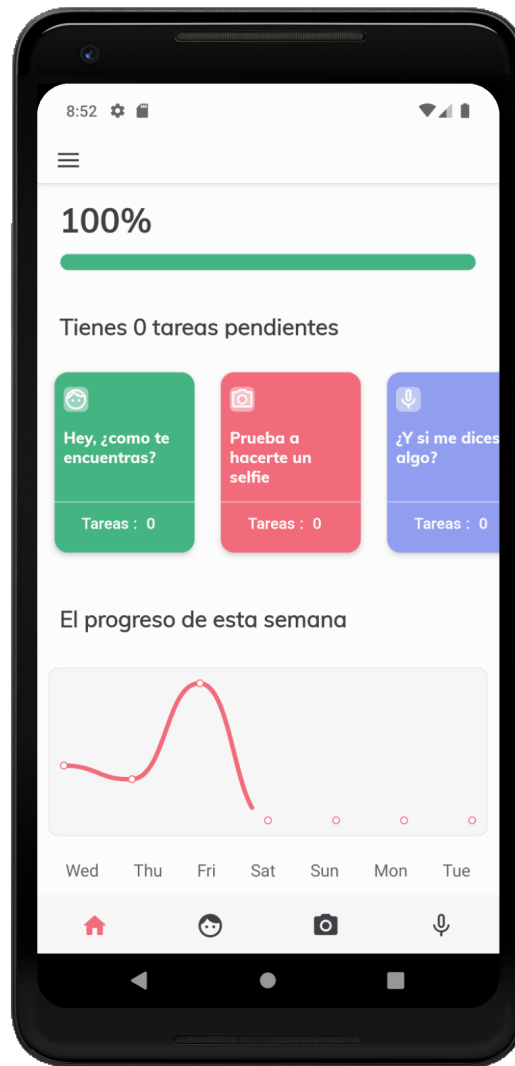 8:52
100%
Tienes 0 tareas pendientes
Hey, ¿como te
encuentras?
Tareas : 0
Prueba a
hacerte un
selfie
Tareas : 0
¿Y si me dices
algo?
Tareas : 0
El progreso de esta semana
Wed Thu Fri Sat Sun Mon Tue